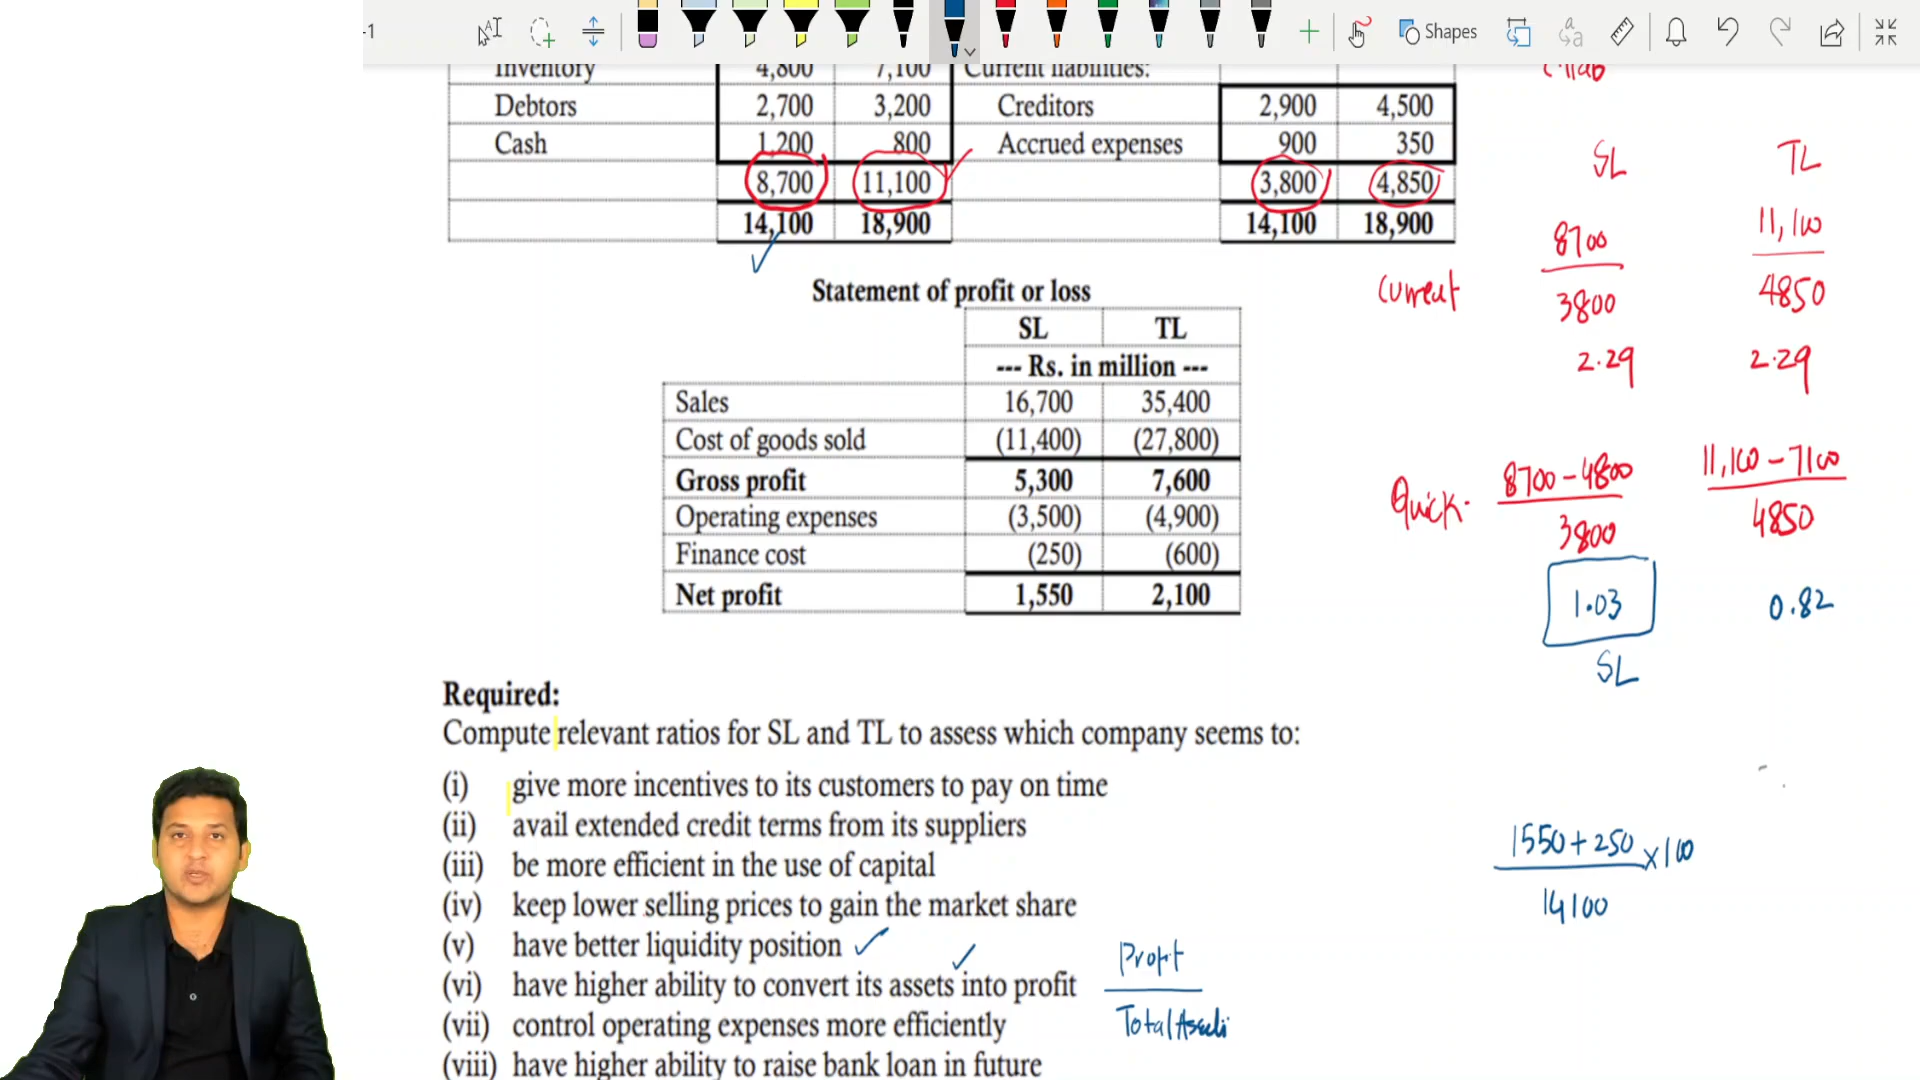 -1
Shapes
Inventory 4,800 7,100 Current liabilities:
Debtors 2,700 3,200 Creditors 2,900 4,500
Cash 1,200 800 Accrued expenses 900 350
8,700 11,100 3,800 4,850
14,100 18,900 14,100 18,900
Statement of profit or loss
SL TL
--- Rs. in million ---
Sales 16,700 35,400
Cost of goods sold (11,400) (27,800)
Gross profit 5,300 7,600
Operating expenses (3,500) (4,900)
Finance cost (250) (600)
Net profit 1,550 2,100
SL TL
8700 11,100
Current 3800 4850
2.29 2.29
Quick. 8700-4800 11,100-7100
3800 4850
1.03 0.82
SL
Required:
Compute relevant ratios for SL and TL to assess which company seems to:
(i) give more incentives to its customers to pay on time
(ii) avail extended credit terms from its suppliers
(iii) be more efficient in the use of capital
(iv) keep lower selling prices to gain the market share
(v) have better liquidity position
(vi) have higher ability to convert its assets into profit
(vii) control operating expenses more efficiently
(viii) have higher ability to raise bank loan in future
Profit
Total
1550+250 x100
14100